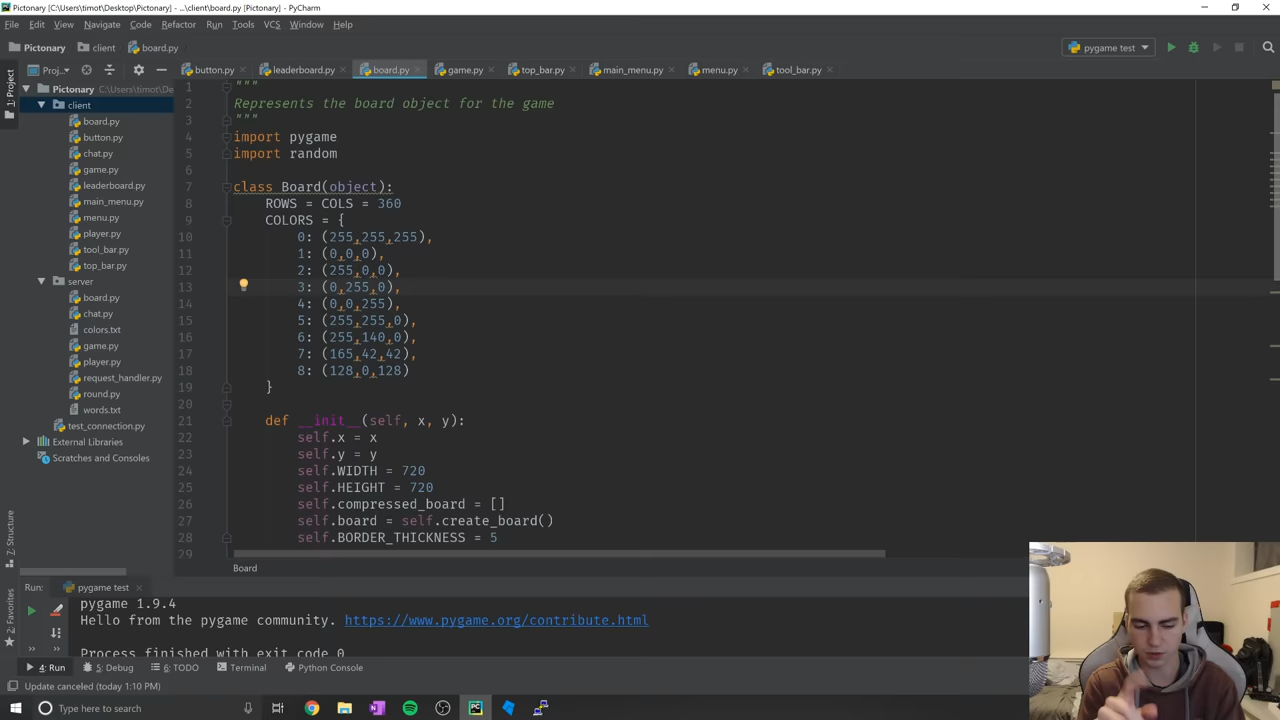 Pictonary [C:\Users\timot\Desktop\Pictonary] - ...\client\board.py [Pictonary] - PyCharm
File Edit View Navigate Code Refactor Run Tools VCS Window Help
Pictonary client board.py pygame test
Proj... button.py leaderboard.py board.py game.py top_bar.py main_menu.py menu.py tool_bar.py
1: Project
Pictonary C:\Users\timot\De
client
board.py
button.py
chat.py
game.py
leaderboard.py
main_menu.py
menu.py
player.py
tool_bar.py
top_bar.py
server
board.py
chat.py
colors.txt
game.py
player.py
request_handler.py
round.py
words.txt
test_connection.py
External Libraries
Scratches and Consoles
Z: Structure
2: Favorites
1 """
2 Represents the board object for the game
3 """
4 import pygame
5 import random
6
7 class Board(object):
8 ROWS = COLS = 360
9 COLORS = {
10 0: (255,255,255),
11 1: (0,0,0),
12 2: (255,0,0),
13 3: (0,255,0),
14 4: (0,0,255),
15 5: (255,255,0),
16 6: (255,140,0),
17 7: (165,42,42),
18 8: (128,0,128)
19 }
20
21 def __init__(self, x, y):
22 self.x = x
23 self.y = y
24 self.WIDTH = 720
25 self.HEIGHT = 720
26 self.compressed_board = []
27 self.board = self.create_board()
28 self.BORDER_THICKNESS = 5
29
Board
Run: pygame test
pygame 1.9.4
Hello from the pygame community. https://www.pygame.org/contribute.html
Process finished with exit code 0
4: Run 5: Debug 6: TODO Terminal Python Console
Update canceled (today 1:10 PM)
Type here to search